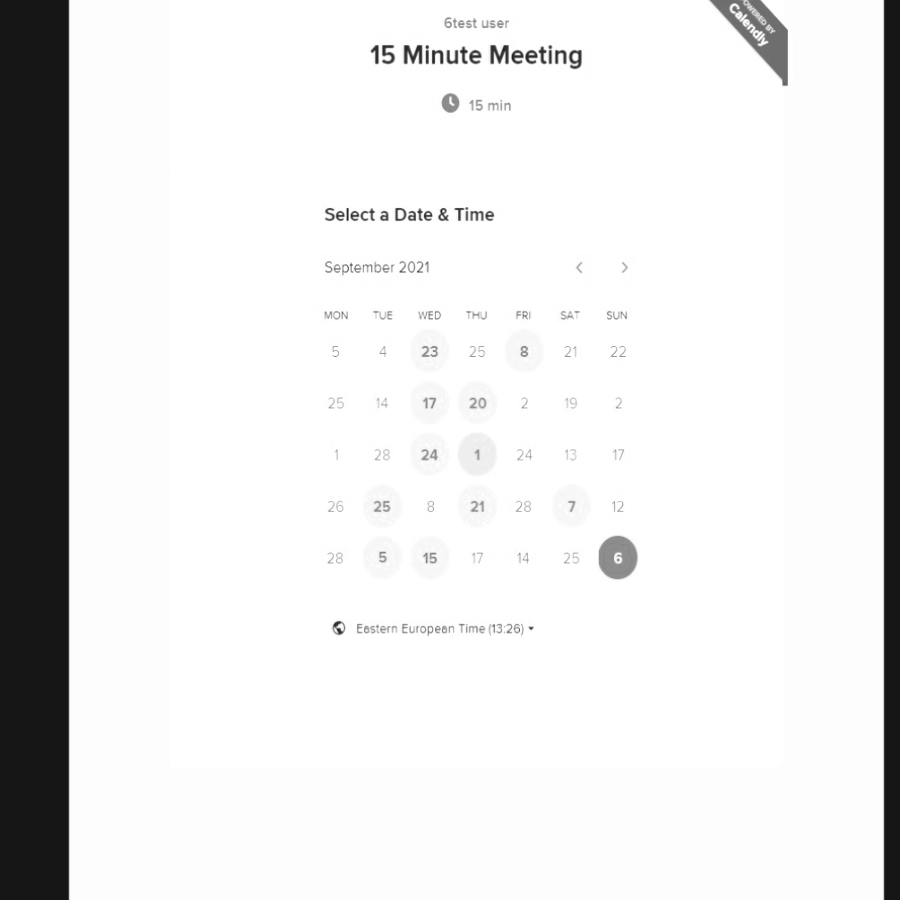 6test user
15 Minute Meeting
15 min
Calendly
Select a Date & Time
September 2021
MON TUE WED THU FRI SAT SUN
5 4 23 25 8 21 22
25 14 17 20 2 19 2
1 28 24 1 24 13 17
26 25 8 21 28 7 12
28 5 15 17 14 25 6
Eastern European Time (13:26)